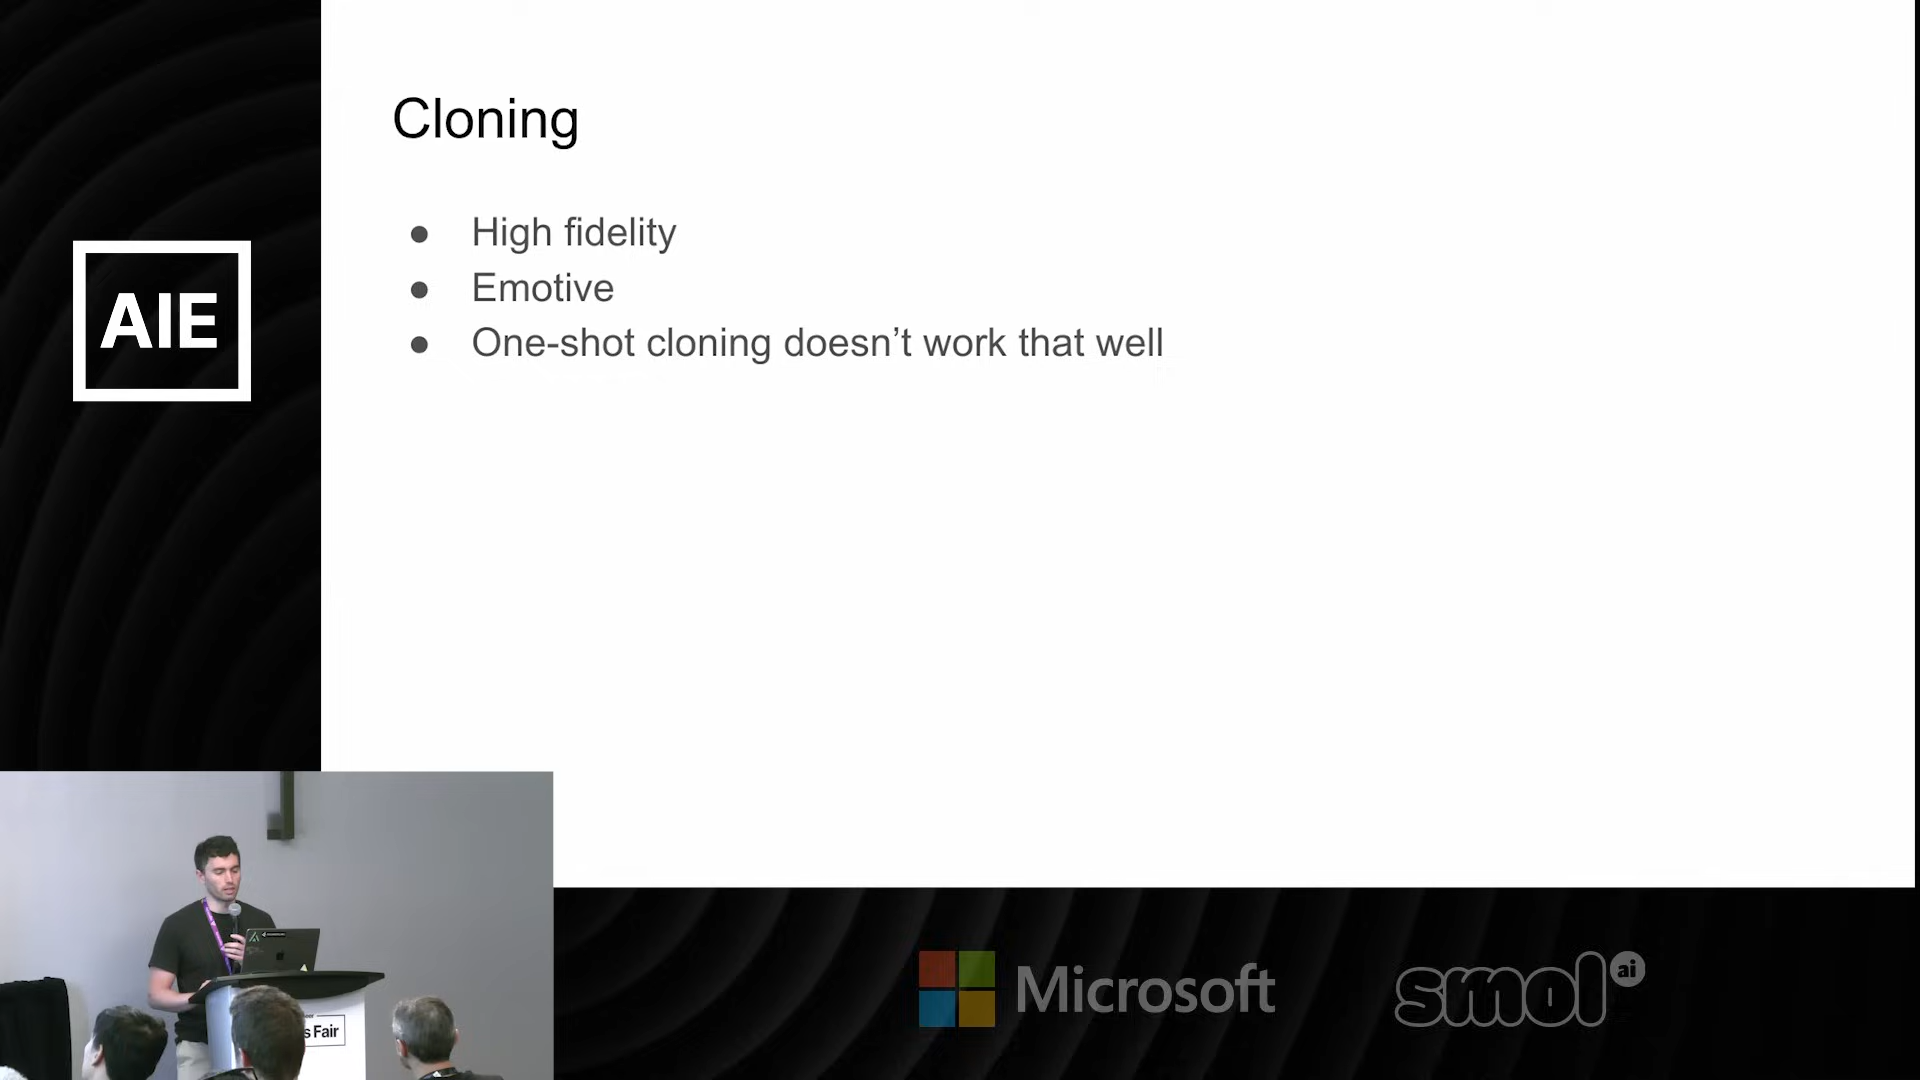 Cloning
● High fidelity
● Emotive
● One-shot cloning doesn’t work that well
AIE
s Fair
Microsoft
smol ai